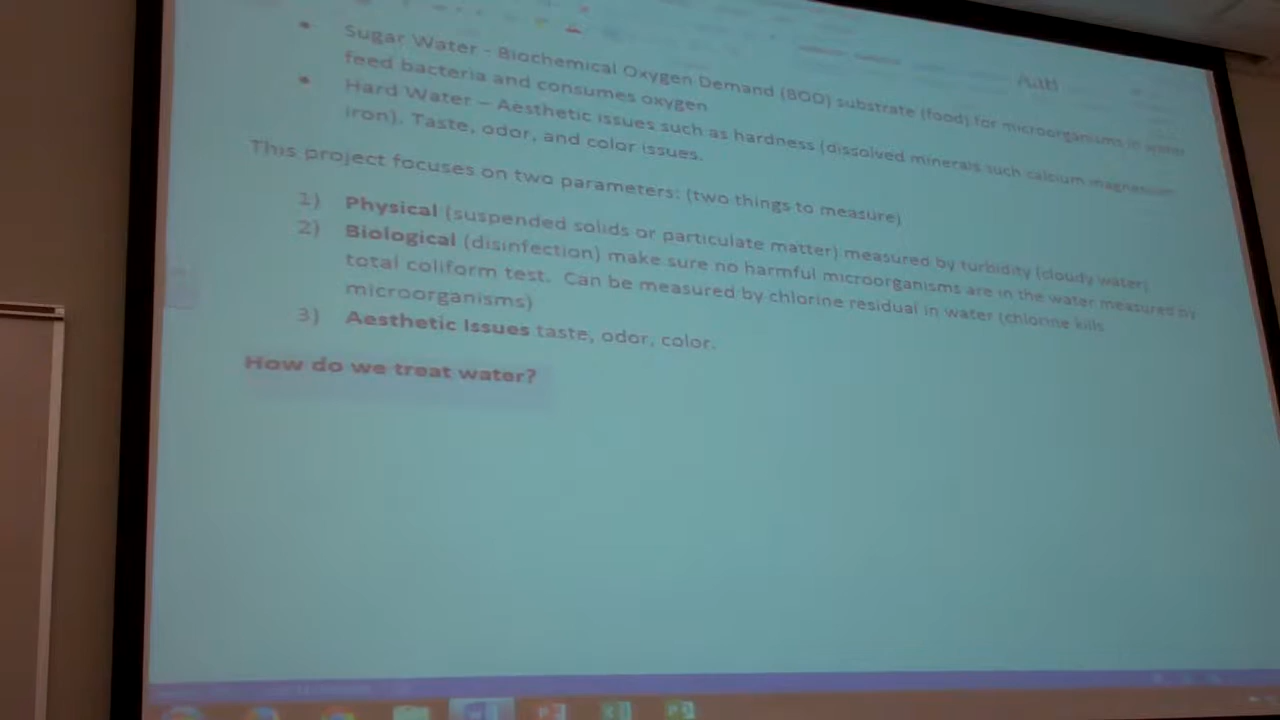 • Sugar Water - Biochemical Oxygen Demand (BOD) substrate (food) for microorganisms in water
feed bacteria and consumes oxygen
• Hard Water – Aesthetic issues such as hardness (dissolved minerals such calcium magnesium
iron). Taste, odor, and color issues.
This project focuses on two parameters: (two things to measure)
1) Physical (suspended solids or particulate matter) measured by turbidity (cloudy water)
2) Biological (disinfection) make sure no harmful microorganisms are in the water measured by
total coliform test. Can be measured by chlorine residual in water (chlorine kills
microorganisms)
3) Aesthetic Issues taste, odor, color.
How do we treat water?